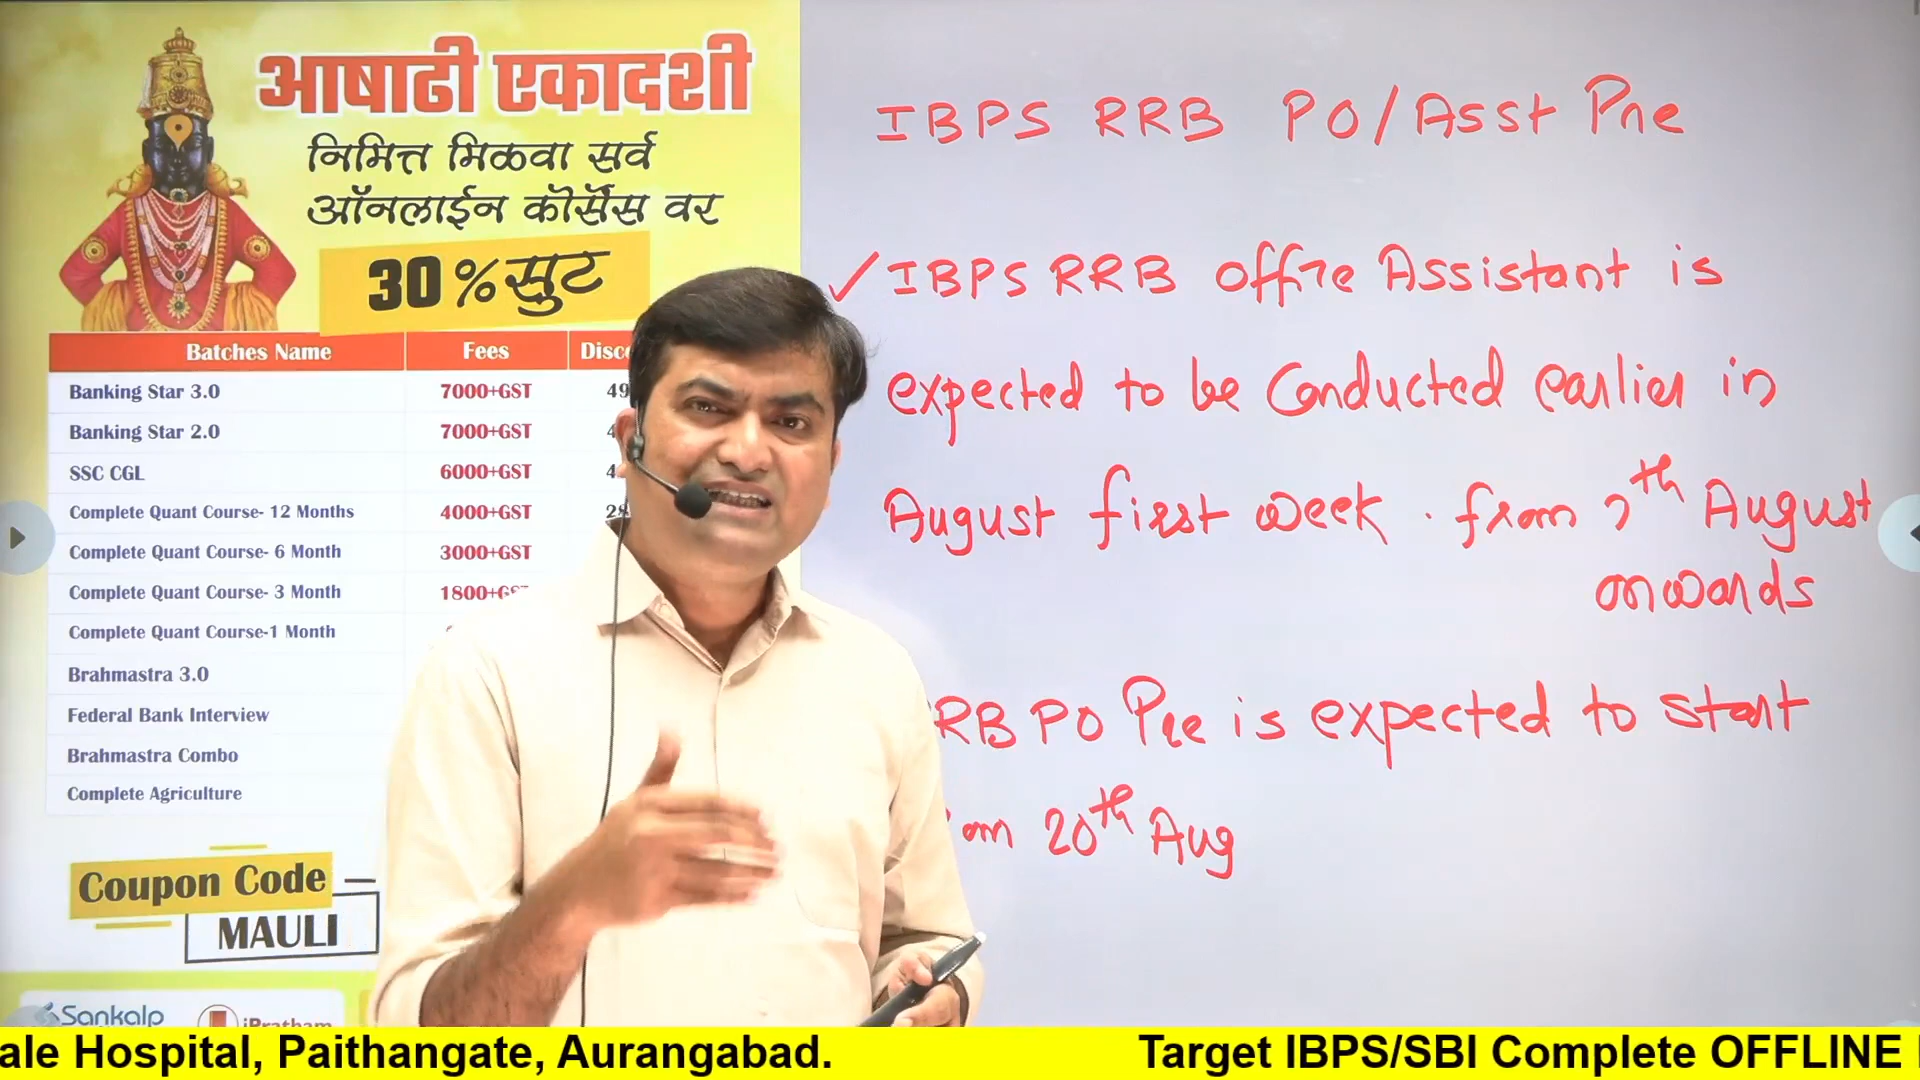 आषाढी एकादशी
निमित्त मिळवा सर्व
ऑनलाईन कॉर्सेस वर
30 % सुट
Batches Name Fees
Banking Star 3.0 7000+GST
Banking Star 2.0 7000+GST
SSC CGL 6000+GST
Complete Quant Course- 12 Months 4000+GST
Complete Quant Course- 6 Month 3000+GST
Complete Quant Course- 3 Month
Complete Quant Course-1 Month
Brahmastra 3.0
Federal Bank Interview
Brahmastra Combo
Complete Agriculture
Coupon Code
MAULI
Sankalp iPratham
IBPS RRB PO/Asst Pre
✓ IBPS RRB Office Assistant is
expected to be Conducted earlier in
August first week . from 7th August
onwards
RRB PO Pre is expected to start
20th Aug
ale Hospital, Paithangate, Aurangabad. Target IBPS/SBI Complete OFFLINE